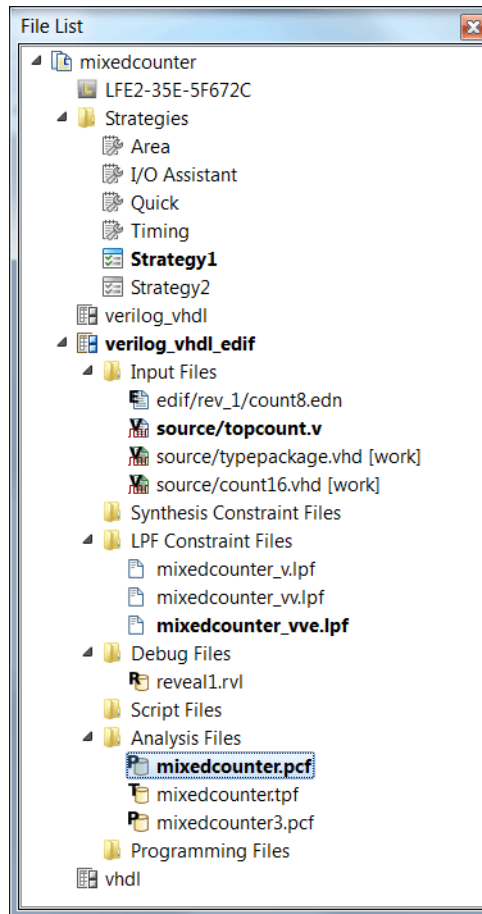 File List
mixedcounter
LFE2-35E-5F672C
Strategies
Area
I/O Assistant
Quick
Timing
Strategy1
Strategy2
verilog_vhdl
verilog_vhdl_edif
Input Files
edif/rev_1/count8.edn
source/topcount.v
source/typepackage.vhd [work]
source/count16.vhd [work]
Synthesis Constraint Files
LPF Constraint Files
mixedcounter_v.lpf
mixedcounter_vv.lpf
mixedcounter_vve.lpf
Debug Files
reveal1.rvl
Script Files
Analysis Files
mixedcounter.pcf
mixedcounter.tpf
mixedcounter3.pcf
Programming Files
vhdl